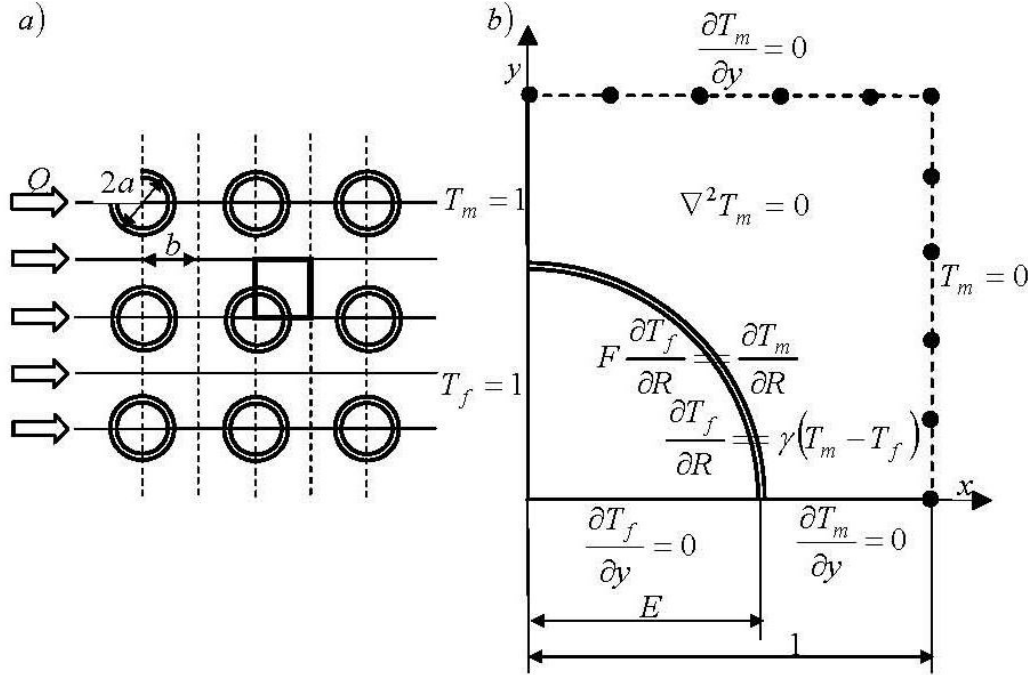 a)
Q
2a
b
T_m = 1
T_f = 1
b)
y
∂T_m/∂y = 0
∇²T_m = 0
T_m = 0
F ∂T_f/∂R == ∂T_m/∂R
∂T_f/∂R == γ(T_m − T_f)
x
∂T_f/∂y = 0
∂T_m/∂y = 0
E
1